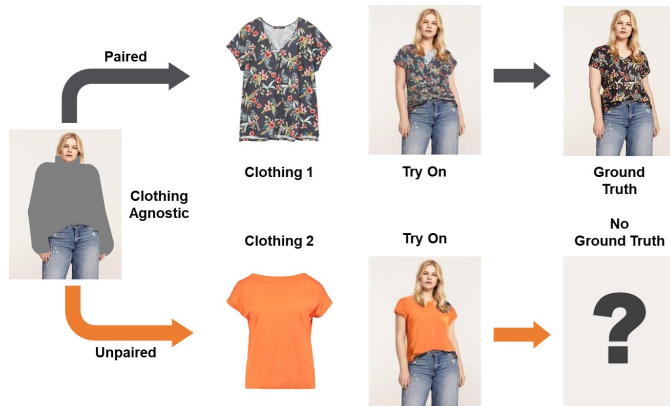 Paired
Clothing 1
Try On
Ground
Truth
Clothing
Agnostic
Clothing 2
Try On
No
Ground Truth
Unpaired
?